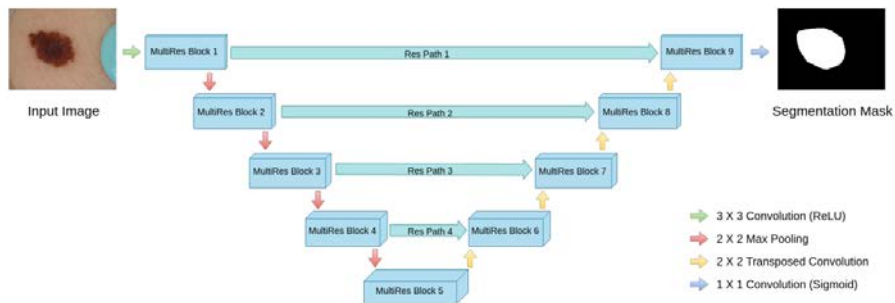 MultiRes Block 1
Res Path 1
MultiRes Block 9
Input Image
Segmentation Mask
MultiRes Block 2
Res Path 2
MultiRes Block 8
MultiRes Block 3
Res Path 3
MultiRes Block 7
MultiRes Block 4
Res Path 4
MultiRes Block 6
MultiRes Block 5
3 X 3 Convolution (ReLU)
2 X 2 Max Pooling
2 X 2 Transposed Convolution
1 X 1 Convolution (Sigmoid)